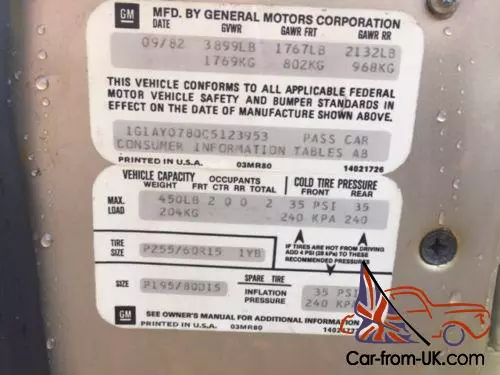 GM MFD. BY GENERAL MOTORS CORPORATION
DATE GVWR GAWR FRT GAWR RR
09/82 3899LB 1767LB 2132LB
1769KG 802KG 968KG
THIS VEHICLE CONFORMS TO ALL APPLICABLE FEDERAL
MOTOR VEHICLE SAFETY AND BUMPER STANDARDS IN
EFFECT ON THE DATE OF MANUFACTURE SHOWN ABOVE.
1G1AY0780C5123953 PASS CAR
CONSUMER INFORMATION TABLES AB
PRINTED IN U.S.A. 03MR80 14021726
VEHICLE CAPACITY OCCUPANTS COLD TIRE PRESSURE
WEIGHT FRT CTR RR TOTAL FRONT REAR
MAX. 450LB 2 0 0 2 35 PSI 35
LOAD 204KG 240 KPA 240
IF TIRES ARE HOT FROM DRIVING
TIRE ADD 4 PSI (28 kPa) TO THESE
SIZE P255/60R15 1YB RECOMMENDED PRESSURES
SPARE TIRE
SIZE P195/80D15 INFLATION 35 PSI
PRESSURE 240 KPA
GM SEE OWNER'S MANUAL FOR ADDITIONAL INFORMATION
PRINTED IN U.S.A. 03MR80
Car-from-UK.com